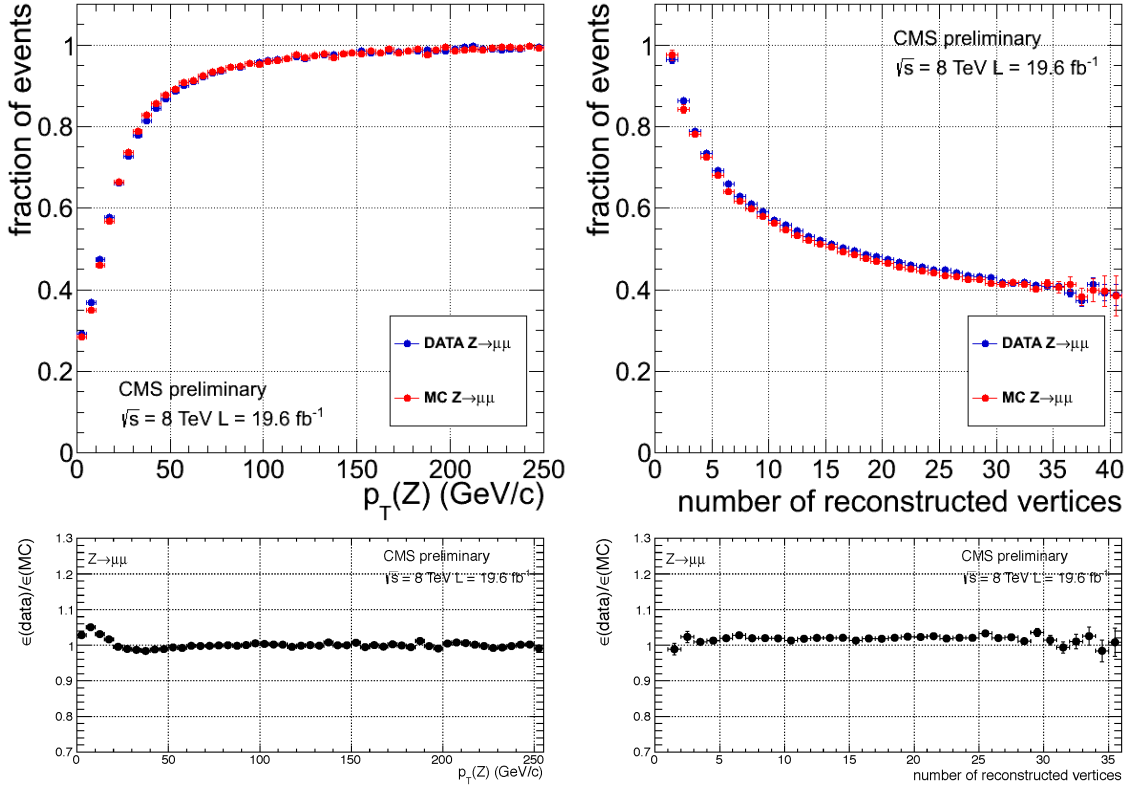 fraction of events
1
0.8
0.6
0.4
0.2
0
DATA Z→μμ
MC Z→μμ
CMS preliminary
√s = 8 TeV L = 19.6 fb-1
0 50 100 150 200 250
pT(Z) (GeV/c)
fraction of events
1
0.8
0.6
0.4
0.2
0
CMS preliminary
√s = 8 TeV L = 19.6 fb-1
DATA Z→μμ
MC Z→μμ
0 5 10 15 20 25 30 35 40
number of reconstructed vertices
ϵ(data)/ϵ(MC)
1.3
1.2
1.1
1
0.9
0.8
0.7
Z→μμ
CMS preliminary
√s = 8 TeV L = 19.6 fb-1
0 50 100 150 200 250
pT(Z) (GeV/c)
ϵ(data)/ϵ(MC)
1.3
1.2
1.1
1
0.9
0.8
0.7
Z→μμ
CMS preliminary
√s = 8 TeV L = 19.6 fb-1
0 5 10 15 20 25 30 35
number of reconstructed vertices